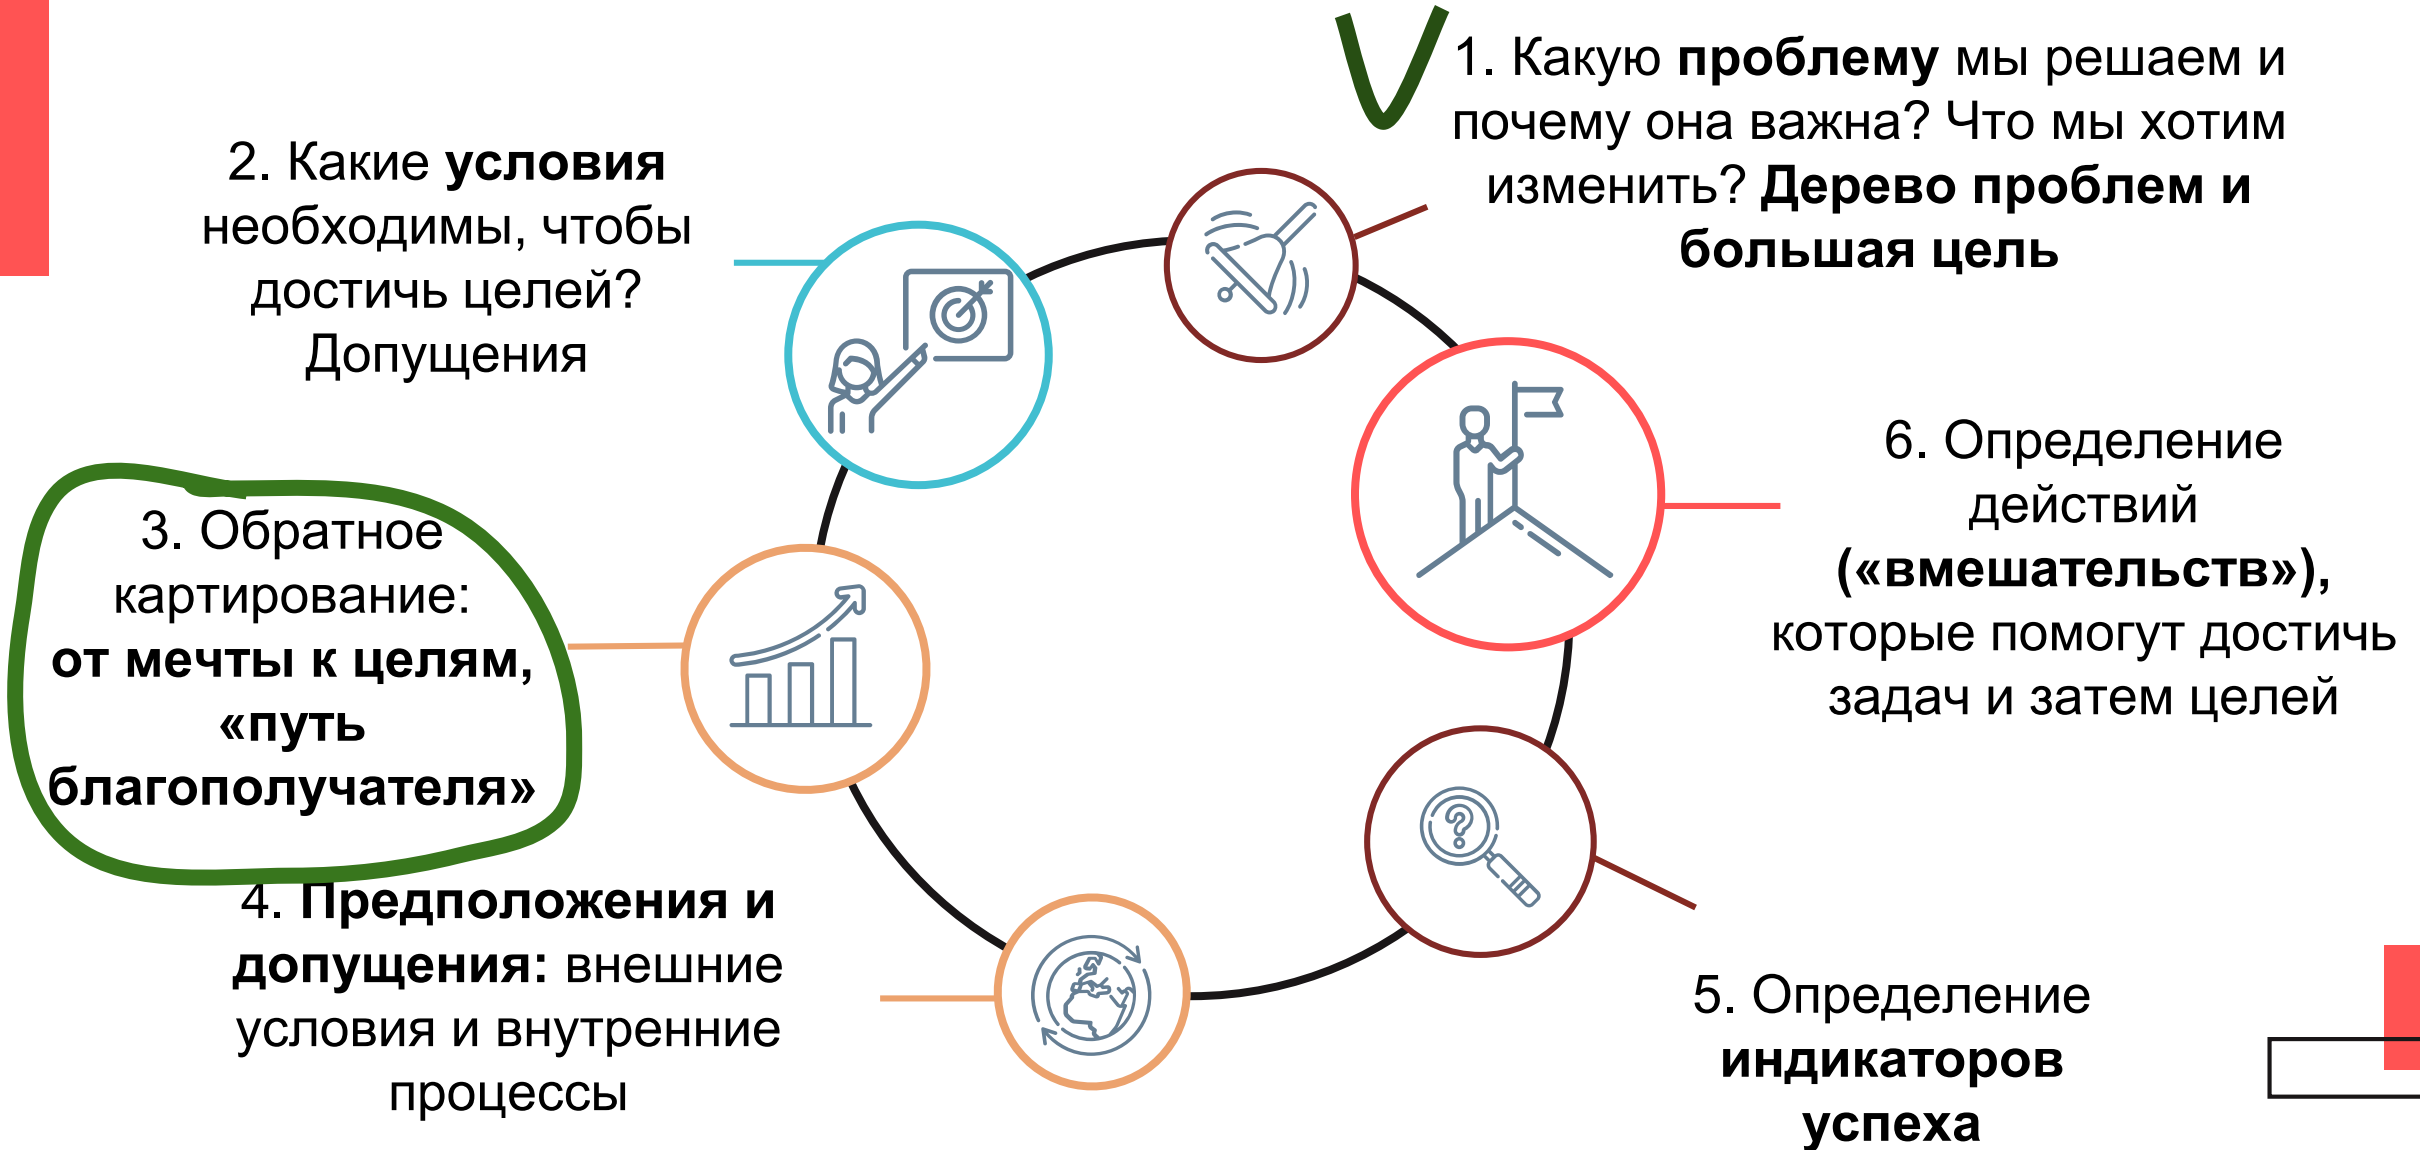 1. Какую проблему мы решаем и
почему она важна? Что мы хотим
изменить? Дерево проблем и
большая цель
2. Какие условия
необходимы, чтобы
достичь целей?
Допущения
3. Обратное
картирование:
от мечты к целям,
«путь
благополучателя»
4. Предположения и
допущения: внешние
условия и внутренние
процессы
5. Определение
индикаторов
успеха
6. Определение
действий
(«вмешательств»),
которые помогут достичь
задач и затем целей